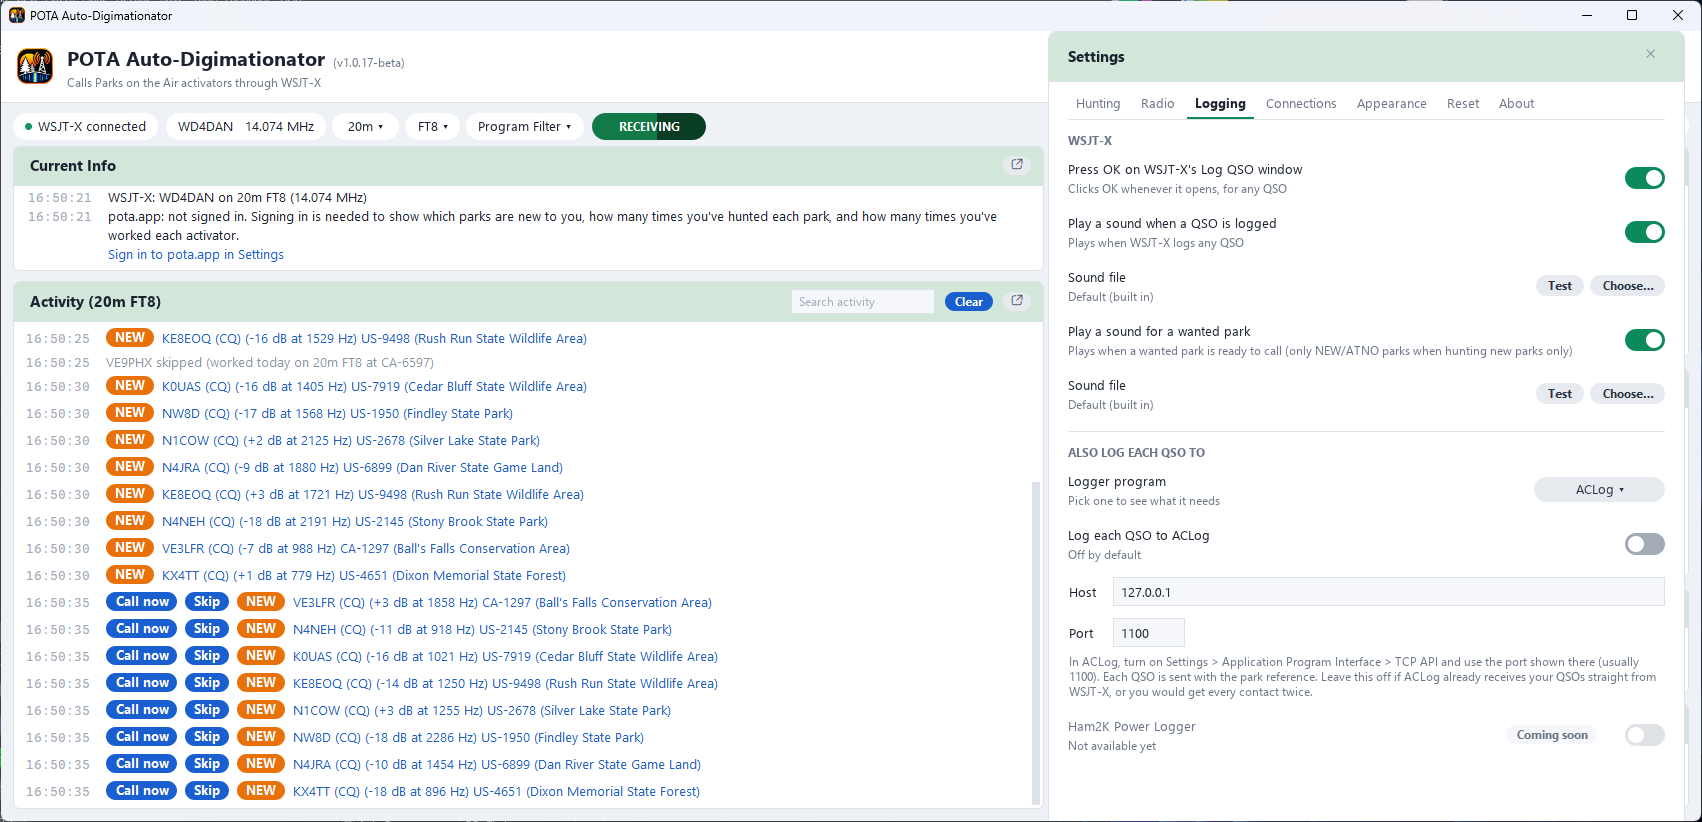 POTA Auto-Digimationator
POTA Auto-Digimationator (v1.0.17-beta)
Calls Parks on the Air activators through WSJT-X
WSJT-X connected
WD4DAN 14.074 MHz
20m
FT8
Program Filter
RECEIVING
Current Info
16:50:21 WSJT-X: WD4DAN on 20m FT8 (14.074 MHz)
16:50:21 pota.app: not signed in. Signing in is needed to show which parks are new to you, how many times you've hunted each park, and how many times you've
worked each activator.
Sign in to pota.app in Settings
Activity (20m FT8)
Search activity
Clear
16:50:25 NEW KE8EOQ (CQ) (-16 dB at 1529 Hz) US-9498 (Rush Run State Wildlife Area)
16:50:25 VE9PHX skipped (worked today on 20m FT8 at CA-6597)
16:50:30 NEW K0UAS (CQ) (-16 dB at 1405 Hz) US-7919 (Cedar Bluff State Wildlife Area)
16:50:30 NEW NW8D (CQ) (-17 dB at 1568 Hz) US-1950 (Findley State Park)
16:50:30 NEW N1COW (CQ) (+2 dB at 2125 Hz) US-2678 (Silver Lake State Park)
16:50:30 NEW N4JRA (CQ) (-9 dB at 1880 Hz) US-6899 (Dan River State Game Land)
16:50:30 NEW KE8EOQ (CQ) (+3 dB at 1721 Hz) US-9498 (Rush Run State Wildlife Area)
16:50:30 NEW N4NEH (CQ) (-18 dB at 2191 Hz) US-2145 (Stony Brook State Park)
16:50:30 NEW VE3LFR (CQ) (-7 dB at 988 Hz) CA-1297 (Ball's Falls Conservation Area)
16:50:30 NEW KX4TT (CQ) (+1 dB at 779 Hz) US-4651 (Dixon Memorial State Forest)
16:50:35 Call now Skip NEW VE3LFR (CQ) (+3 dB at 1858 Hz) CA-1297 (Ball's Falls Conservation Area)
16:50:35 Call now Skip NEW N4NEH (CQ) (-11 dB at 918 Hz) US-2145 (Stony Brook State Park)
16:50:35 Call now Skip NEW K0UAS (CQ) (-16 dB at 1021 Hz) US-7919 (Cedar Bluff State Wildlife Area)
16:50:35 Call now Skip NEW KE8EOQ (CQ) (-14 dB at 1250 Hz) US-9498 (Rush Run State Wildlife Area)
16:50:35 Call now Skip NEW N1COW (CQ) (+3 dB at 1255 Hz) US-2678 (Silver Lake State Park)
16:50:35 Call now Skip NEW NW8D (CQ) (-18 dB at 2286 Hz) US-1950 (Findley State Park)
16:50:35 Call now Skip NEW N4JRA (CQ) (-10 dB at 1454 Hz) US-6899 (Dan River State Game Land)
16:50:35 Call now Skip NEW KX4TT (CQ) (-18 dB at 896 Hz) US-4651 (Dixon Memorial State Forest)
Settings
Hunting Radio Logging Connections Appearance Reset About
WSJT-X
Press OK on WSJT-X's Log QSO window
Clicks OK whenever it opens, for any QSO
Play a sound when a QSO is logged
Plays when WSJT-X logs any QSO
Sound file
Default (built in)
Test Choose...
Play a sound for a wanted park
Plays when a wanted park is ready to call (only NEW/ATNO parks when hunting new parks only)
Sound file
Default (built in)
Test Choose...
ALSO LOG EACH QSO TO
Logger program
Pick one to see what it needs
ACLog
Log each QSO to ACLog
Off by default
Host 127.0.0.1
Port 1100
In ACLog, turn on Settings > Application Program Interface > TCP API and use the port shown there (usually
1100). Each QSO is sent with the park reference. Leave this off if ACLog already receives your QSOs straight from
WSJT-X, or you would get every contact twice.
Ham2K Power Logger
Not available yet
Coming soon